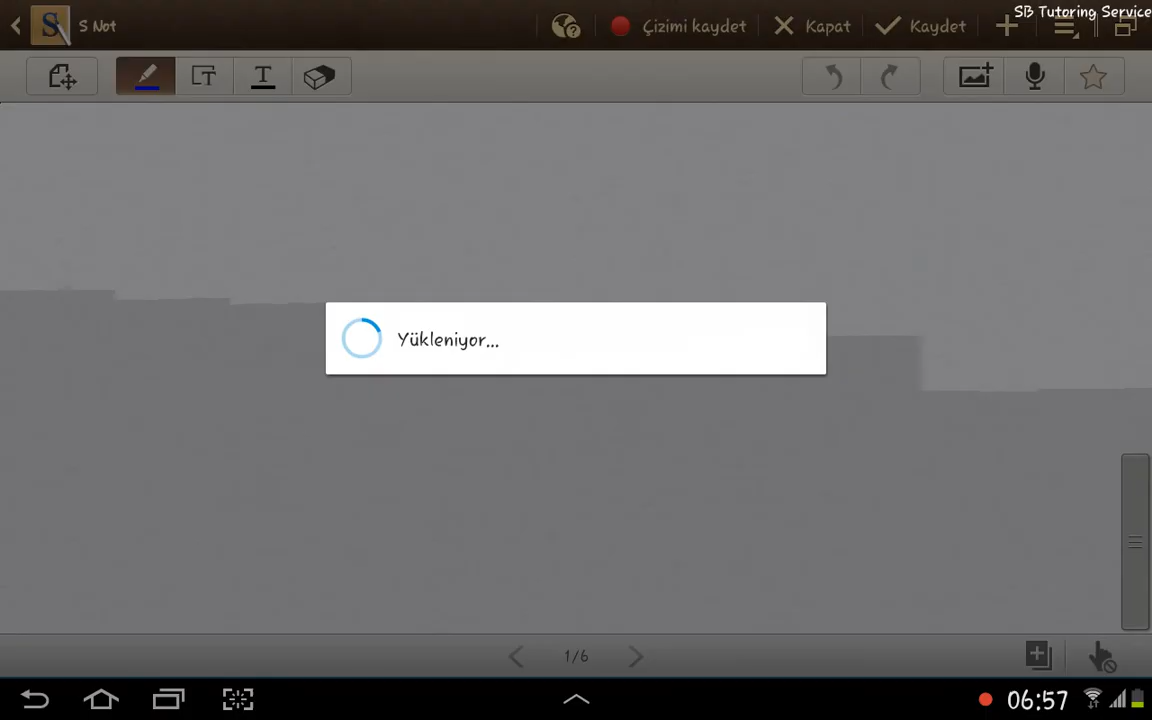 SB Tutoring Service
S Not
Çizimi kaydet
Kapat
Kaydet
Yükleniyor...
1/6
06:57